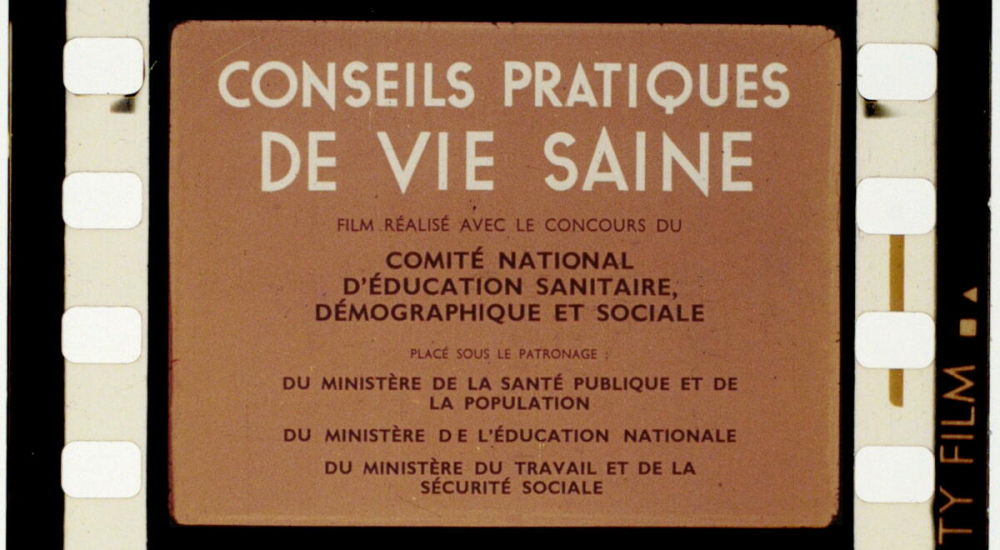 CONSEILS PRATIQUES
DE VIE SAINE
FILM RÉALISÉ AVEC LE CONCOURS DU
COMITÉ NATIONAL
D'ÉDUCATION SANITAIRE,
DÉMOGRAPHIQUE ET SOCIALE
PLACÉ SOUS LE PATRONAGE :
DU MINISTÈRE DE LA SANTÉ PUBLIQUE ET DE
LA POPULATION
DU MINISTÈRE DE L'ÉDUCATION NATIONALE
DU MINISTÈRE DU TRAVAIL ET DE LA
SÉCURITÉ SOCIALE
TY FILM